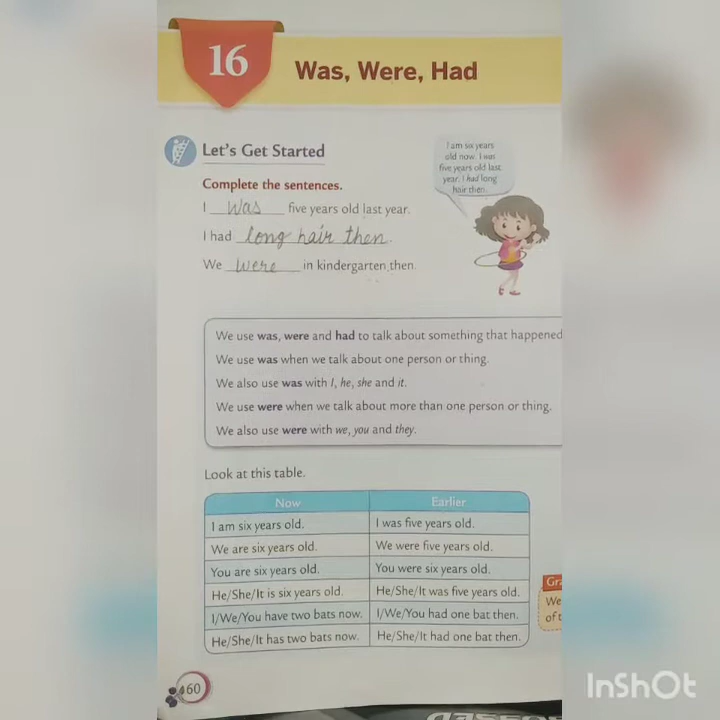 16
Was, Were, Had
Let's Get Started
I am six years
old now. I was
five years old last
year. I had long
hair then.
Complete the sentences.
I was five years old last year.
I had long hair then.
We were in kindergarten then.
We use was, were and had to talk about something that happened
We use was when we talk about one person or thing.
We also use was with I, he, she and it.
We use were when we talk about more than one person or thing.
We also use were with we, you and they.
Look at this table.
Now Earlier
I am six years old. I was five years old.
We are six years old. We were five years old.
You are six years old. You were six years old.
He/She/It is six years old. He/She/It was five years old.
I/We/You have two bats now. I/We/You had one bat then.
He/She/It has two bats now. He/She/It had one bat then.
Gra
We
of t
160
InShOt